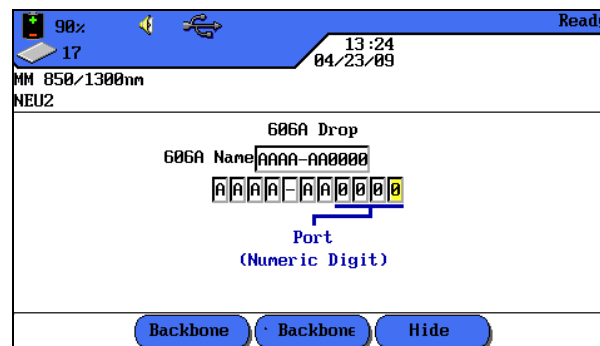 90% Ready
17 13:24
04/23/09
MM 850/1300nm
NEU2
606A Drop
606A Name AAAA-AA0000
AAAA-AA0000
Port
(Numeric Digit)
Backbone · Backbone Hide